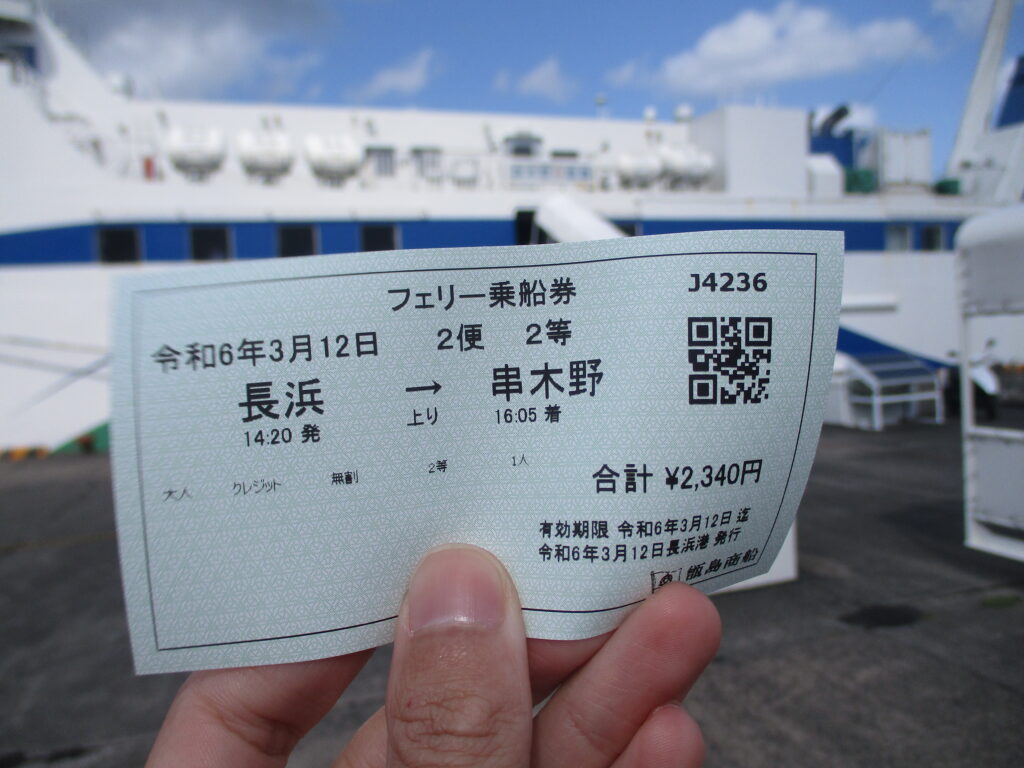 フェリー乗船券
J4236
令和6年3月12日 2便 2等
長浜 → 串木野
14:20 発 上り 16:05 着
大人 クレジット 無割 2等 1人
合計 ¥2,340円
有効期限 令和6年3月12日 迄
令和6年3月12日長浜港 発行
甑島商船